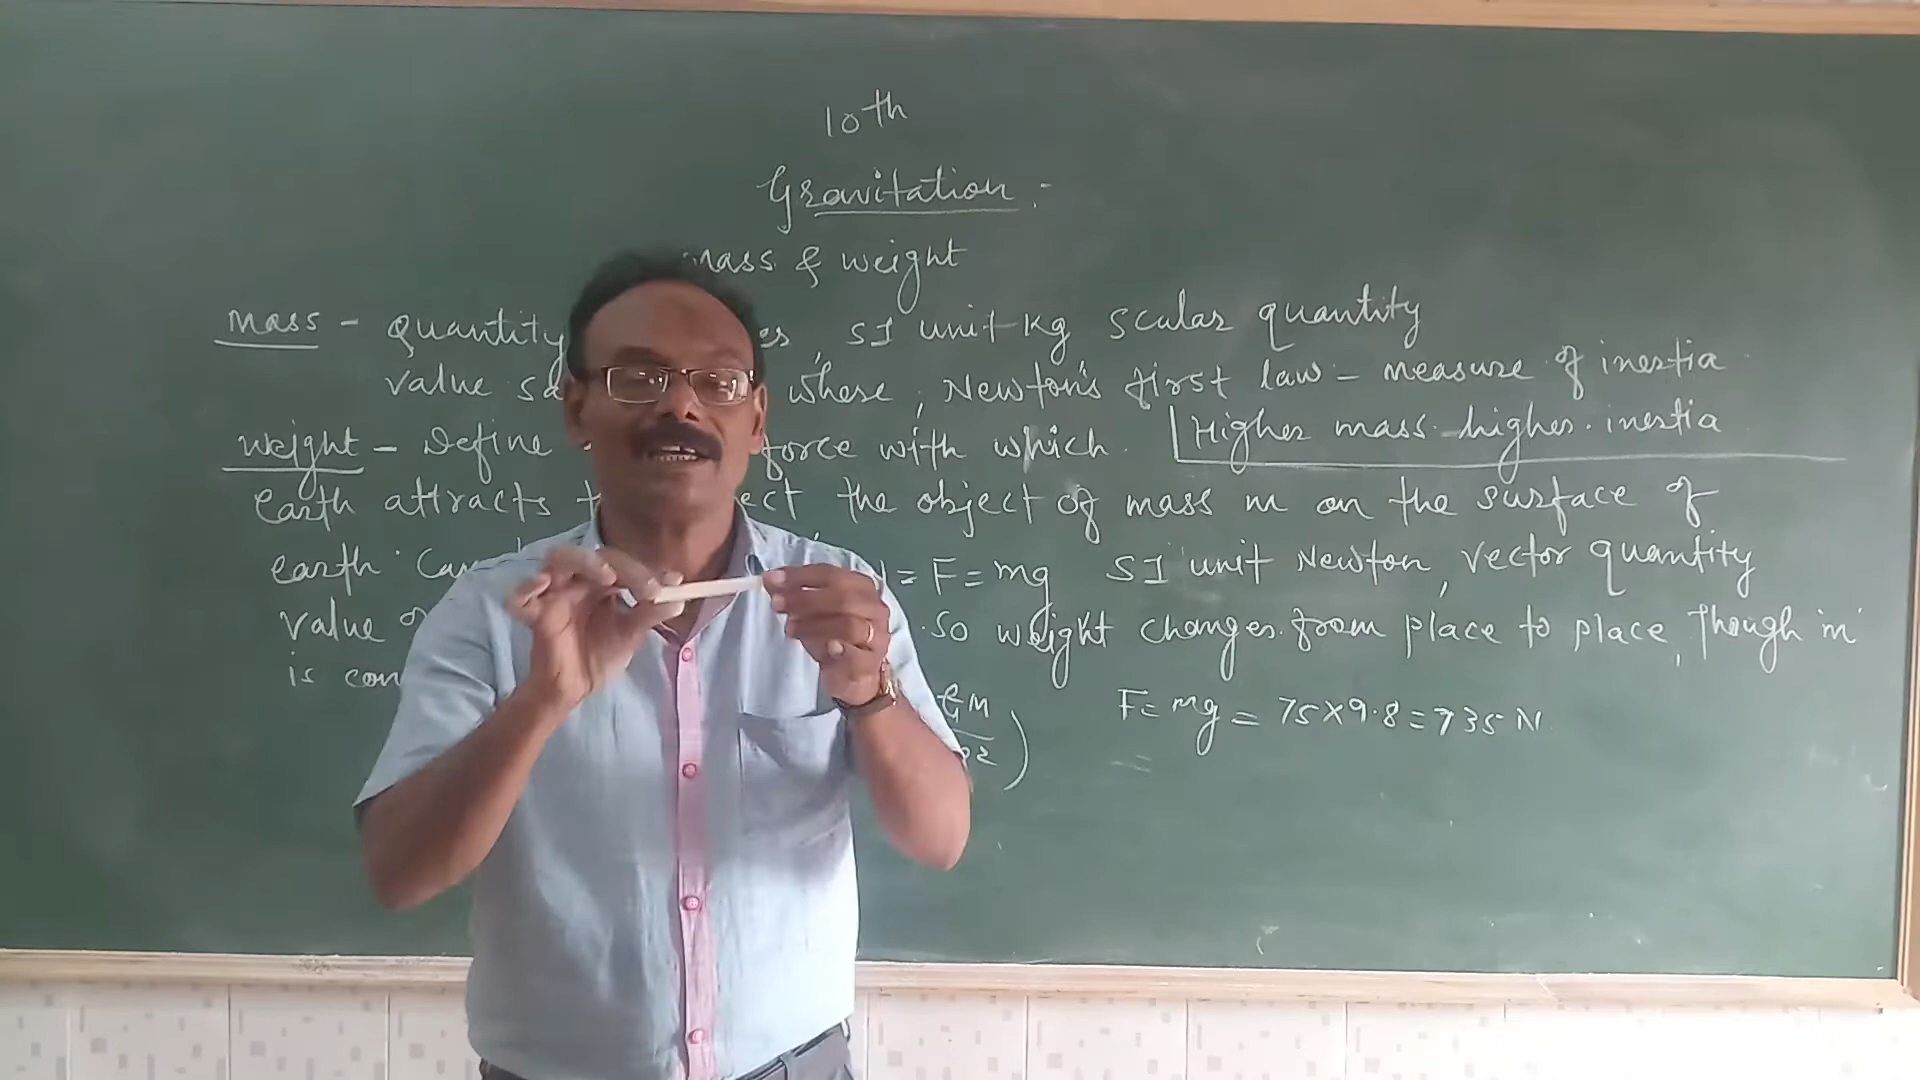 10th
Gravitation :-
mass & weight
mass - quantity SI unit Kg scalar quantity
value where, Newton's first law - measure of inertia
weight - Define force with which. Higher mass higher inertia
earth attracts the object of mass m on the surface of
earth = F = mg SI unit Newton, vector quantity
value . So weight changes from place to place, Though m
is
GM F = mg = 75 x 9.8 = 735 N